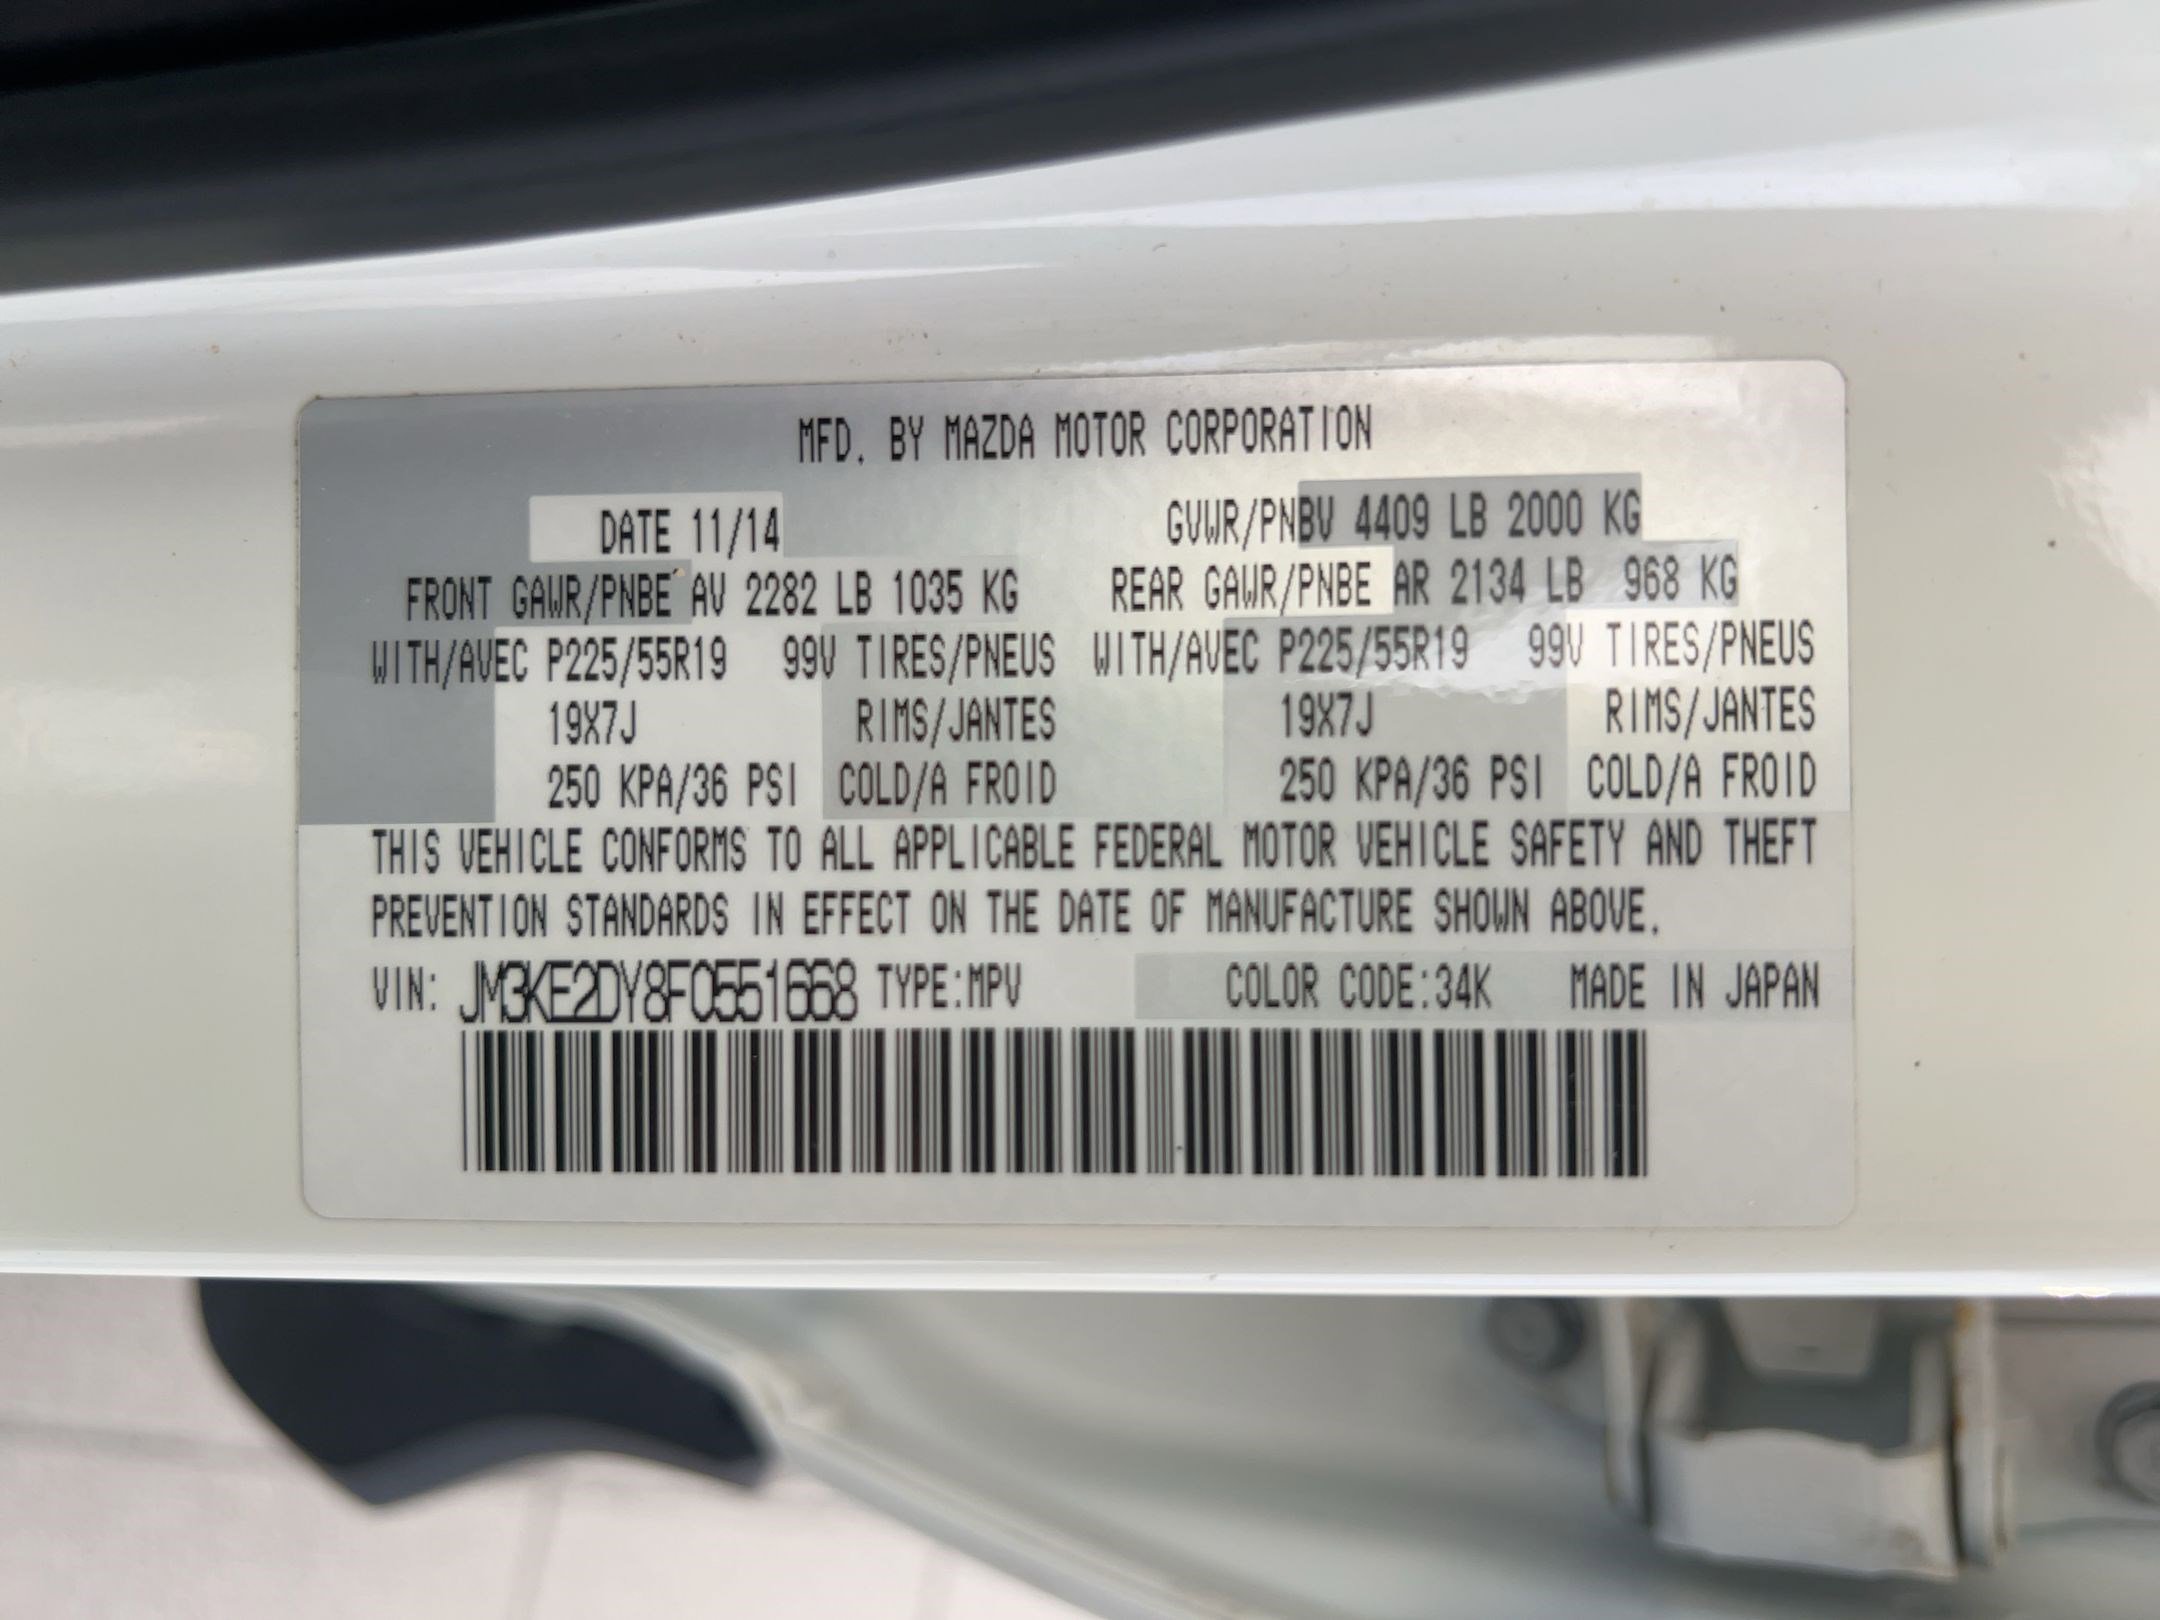 MFD. BY MAZDA MOTOR CORPORATION
DATE 11/14 GVWR/PNBV 4409 LB 2000 KG
FRONT GAWR/PNBE AV 2282 LB 1035 KG REAR GAWR/PNBE AR 2134 LB 968 KG
WITH/AVEC P225/55R19 99V TIRES/PNEUS WITH/AVEC P225/55R19 99V TIRES/PNEUS
19X7J RIMS/JANTES 19X7J RIMS/JANTES
250 KPA/36 PSI COLD/A FROID 250 KPA/36 PSI COLD/A FROID
THIS VEHICLE CONFORMS TO ALL APPLICABLE FEDERAL MOTOR VEHICLE SAFETY AND THEFT
PREVENTION STANDARDS IN EFFECT ON THE DATE OF MANUFACTURE SHOWN ABOVE.
VIN: JM3KE2DY8F0551668 TYPE:MPV COLOR CODE:34K MADE IN JAPAN